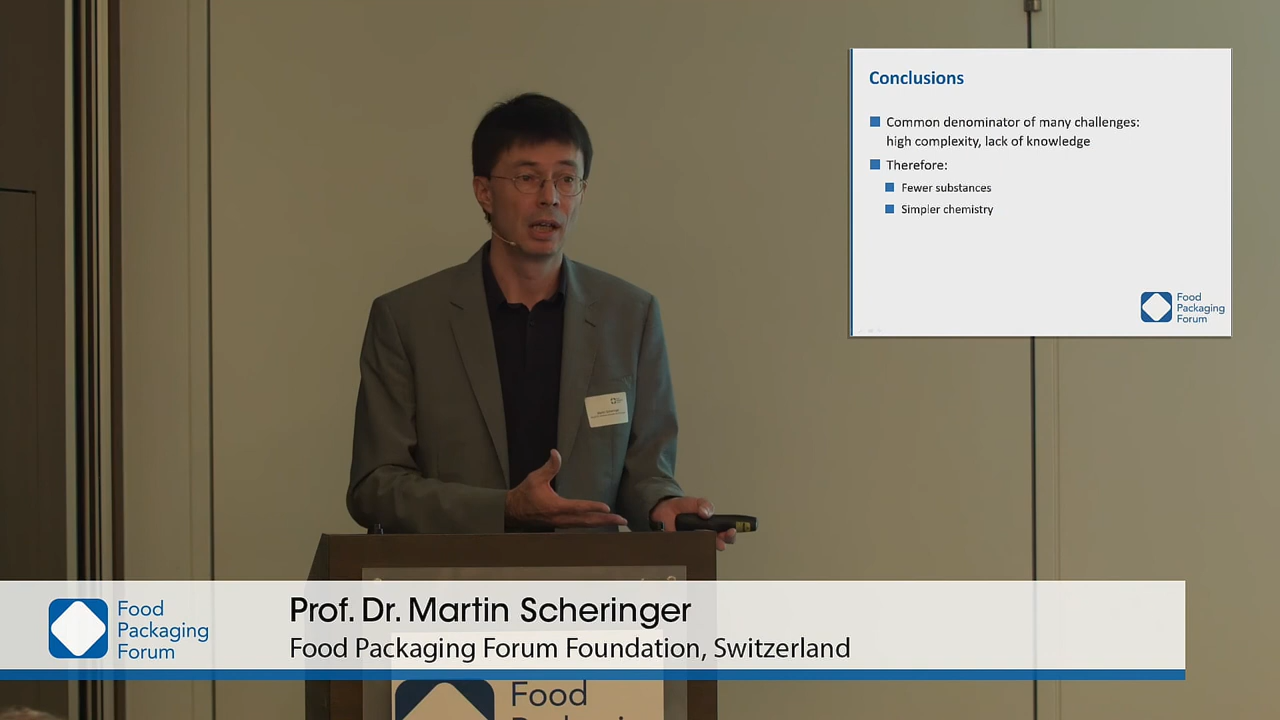 Conclusions
Common denominator of many challenges:
high complexity, lack of knowledge
Therefore:
Fewer substances
Simpler chemistry
Food
Packaging
Forum
Food
Packaging
Forum
Prof. Dr. Martin Scheringer
Food Packaging Forum Foundation, Switzerland
Food